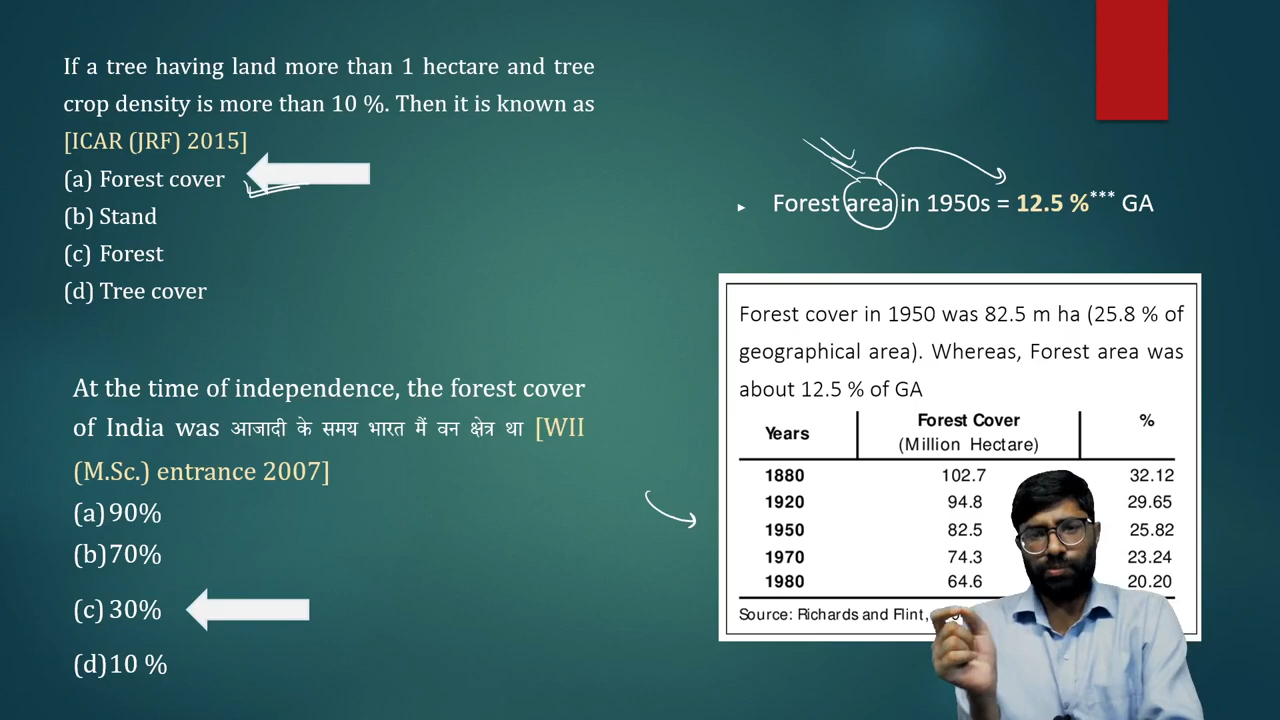 If a tree having land more than 1 hectare and tree
crop density is more than 10 %. Then it is known as
[ICAR (JRF) 2015]
(a) Forest cover
(b) Stand
(c) Forest
(d) Tree cover
At the time of independence, the forest cover
of India was आजादी के समय भारत मैं वन क्षेत्र था [WII
(M.Sc.) entrance 2007]
(a) 90%
(b) 70%
(c) 30%
(d) 10 %
Forest area in 1950s = 12.5 %*** GA
Forest cover in 1950 was 82.5 m ha (25.8 % of
geographical area). Whereas, Forest area was
about 12.5 % of GA
Years Forest Cover (Million Hectare) %
1880 102.7 32.12
1920 94.8 29.65
1950 82.5 25.82
1970 74.3 23.24
1980 64.6 20.20
Source: Richards and Flint,